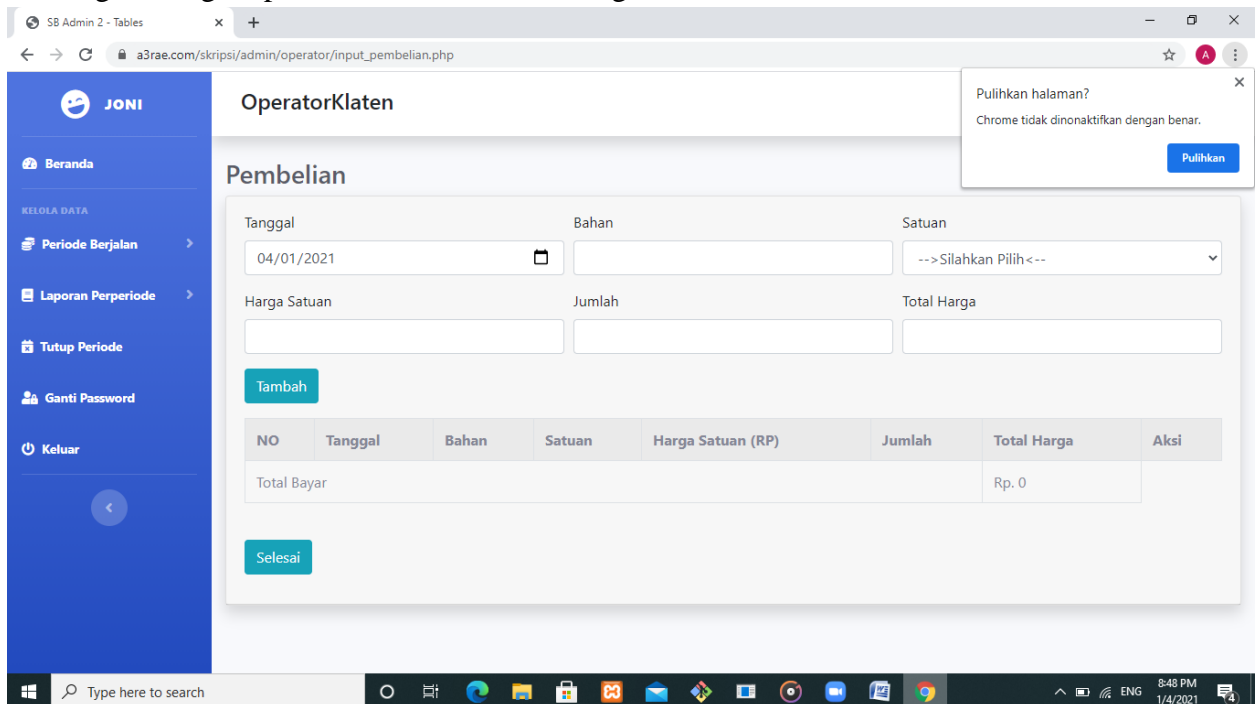 SB Admin 2 - Tables
a3rae.com/skripsi/admin/operator/input_pembelian.php
A
JONI
OperatorKlaten
Pulihkan halaman?
Chrome tidak dinonaktifkan dengan benar.
Pulihkan
Beranda
KELOLA DATA
Periode Berjalan
Laporan Perperiode
Tutup Periode
Ganti Password
Keluar
Pembelian
Tanggal Bahan Satuan
04/01/2021 -->Silahkan Pilih<--
Harga Satuan Jumlah Total Harga
Tambah
NO Tanggal Bahan Satuan Harga Satuan (RP) Jumlah Total Harga Aksi
Total Bayar Rp. 0
Selesai
Type here to search
ENG
8:48 PM
1/4/2021
4